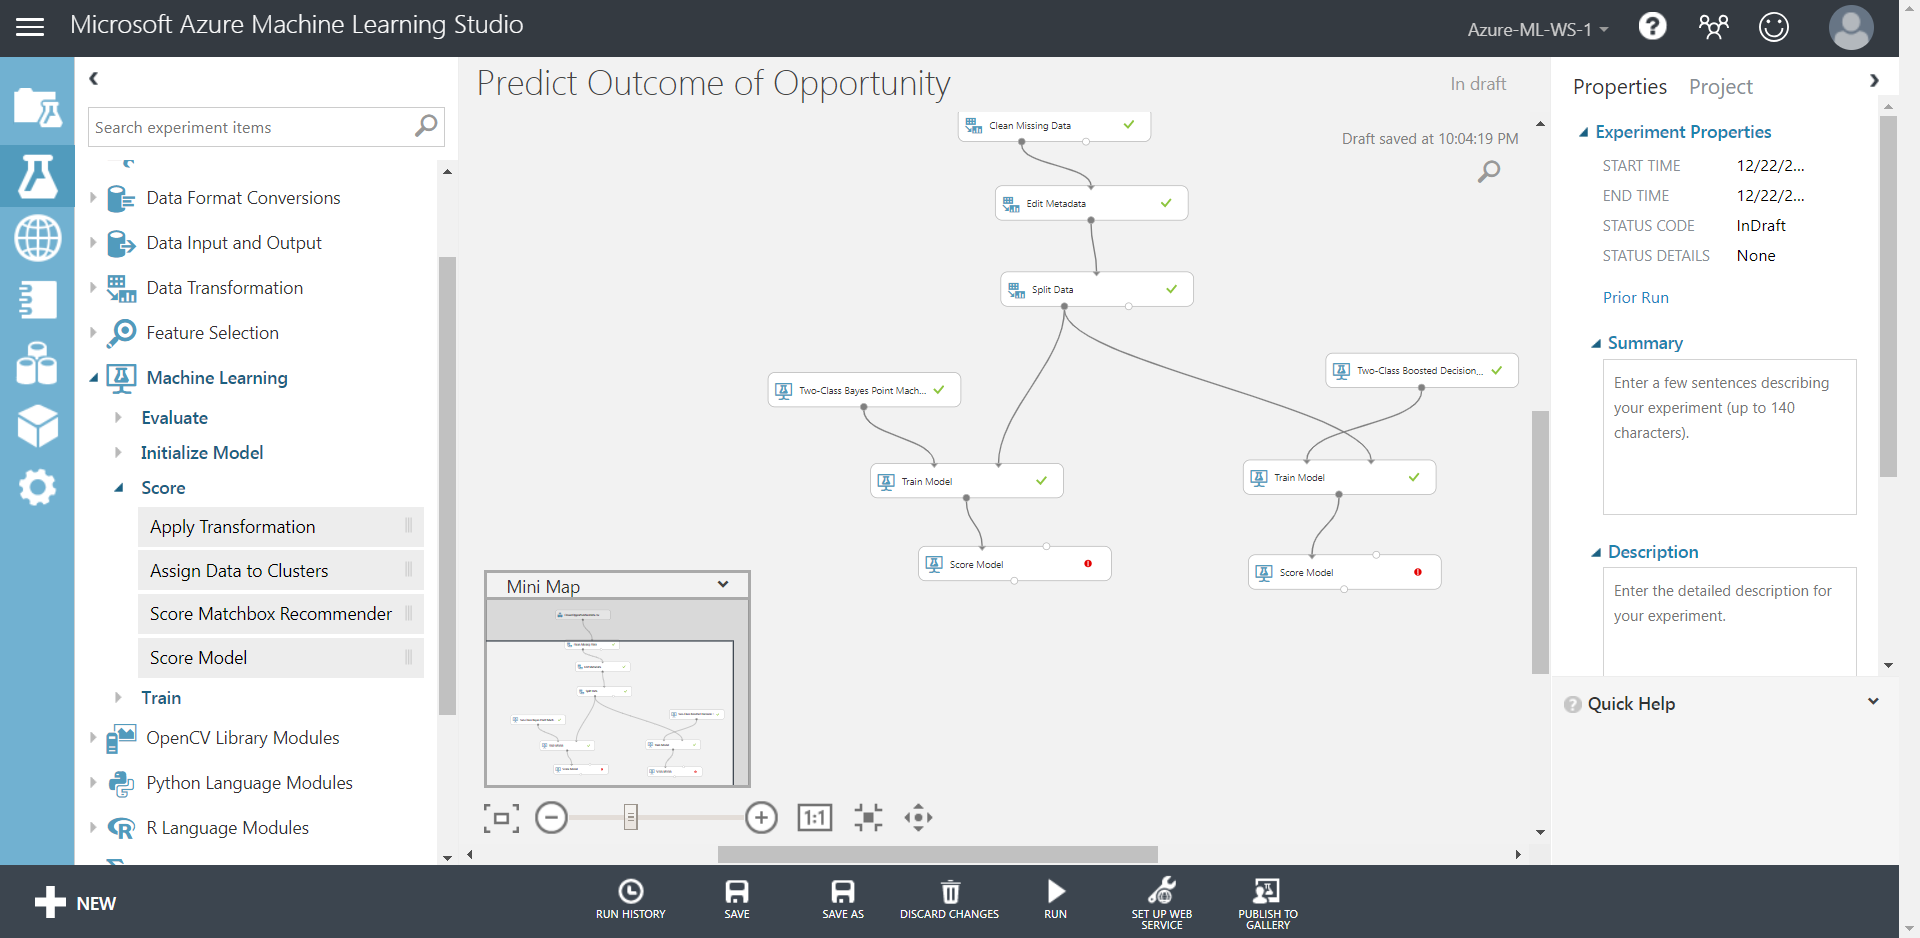 Microsoft Azure Machine Learning Studio
Azure-ML-WS-1
?
Search experiment items
Data Format Conversions
Data Input and Output
Data Transformation
Feature Selection
Machine Learning
Evaluate
Initialize Model
Score
Apply Transformation
Assign Data to Clusters
Score Matchbox Recommender
Score Model
Train
OpenCV Library Modules
Python Language Modules
R Language Modules
Predict Outcome of Opportunity
In draft
Draft saved at 10:04:19 PM
Clean Missing Data
Edit Metadata
Split Data
Two-Class Bayes Point Mach...
Two-Class Boosted Decision...
Train Model
Train Model
Score Model
Score Model
Mini Map
1:1
Properties
Project
Experiment Properties
START TIME 12/22/2...
END TIME 12/22/2...
STATUS CODE InDraft
STATUS DETAILS None
Prior Run
Summary
Enter a few sentences describing
your experiment (up to 140
characters).
Description
Enter the detailed description for
your experiment.
? Quick Help
NEW
RUN HISTORY
SAVE
SAVE AS
DISCARD CHANGES
RUN
SET UP WEB
SERVICE
PUBLISH TO
GALLERY